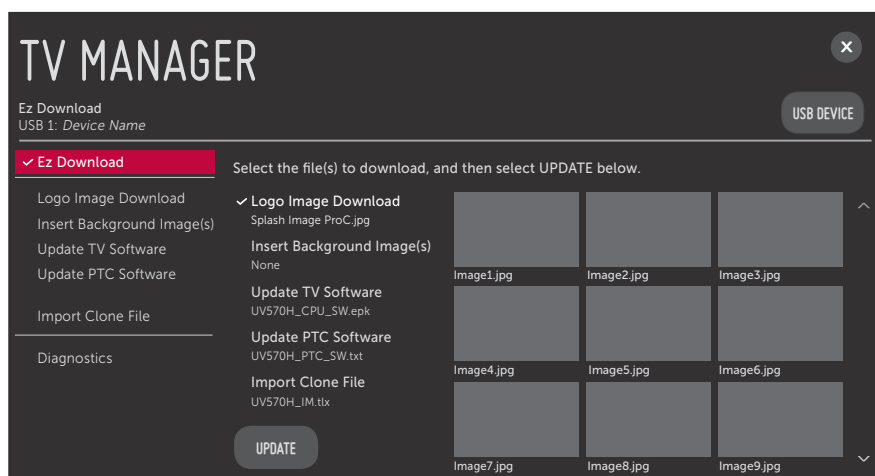 TV MANAGER
X
Ez Download
USB 1: Device Name
USB DEVICE
Ez Download
Logo Image Download
Insert Background Image(s)
Update TV Software
Update PTC Software
Import Clone File
Diagnostics
Select the file(s) to download, and then select UPDATE below.
Logo Image Download
Splash Image ProC.jpg
Insert Background Image(s)
None
Update TV Software
UV570H_CPU_SW.epk
Update PTC Software
UV570H_PTC_SW.txt
Import Clone File
UV570H_IM.tlx
UPDATE
Image1.jpg
Image2.jpg
Image3.jpg
Image4.jpg
Image5.jpg
Image6.jpg
Image7.jpg
Image8.jpg
Image9.jpg